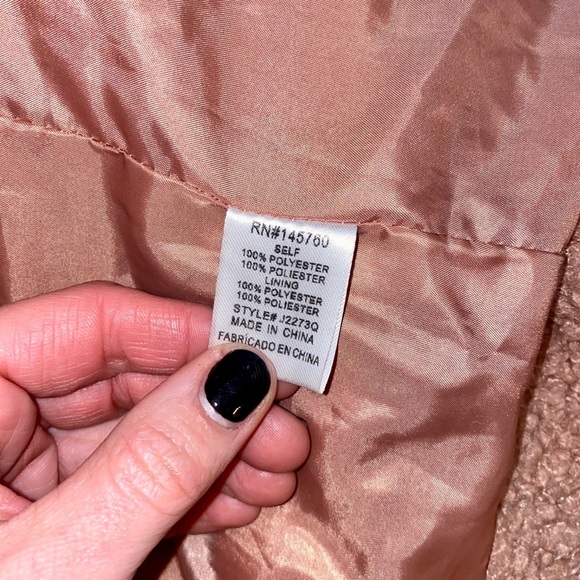 RN#145760
SELF
100% POLYESTER
100% POLIESTER
LINING
100% POLYESTER
100% POLIESTER
STYLE# J2273Q
MADE IN CHINA
FABRICADO EN CHINA